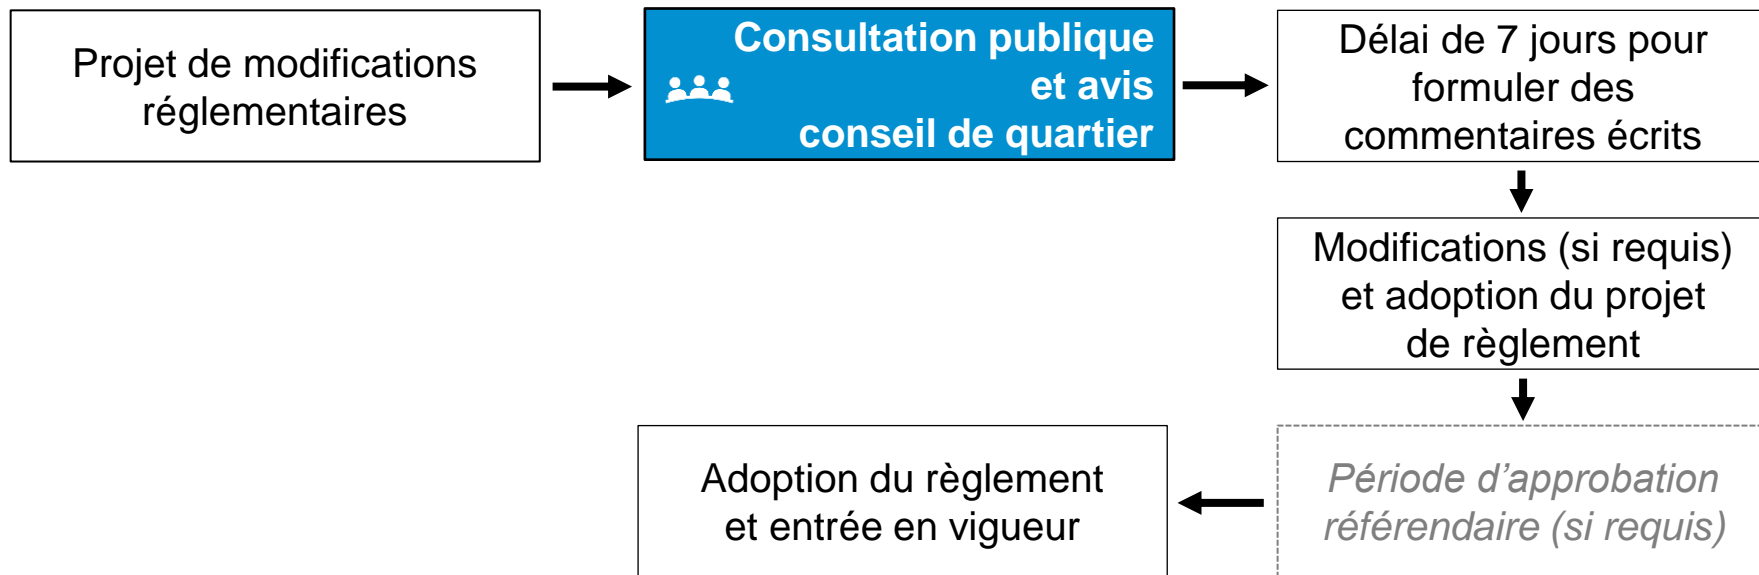 Projet de modifications
réglementaires
Consultation publique
et avis
conseil de quartier
Délai de 7 jours pour
formuler des
commentaires écrits
Modifications (si requis)
et adoption du projet
de règlement
Période d’approbation
référendaire (si requis)
Adoption du règlement
et entrée en vigueur